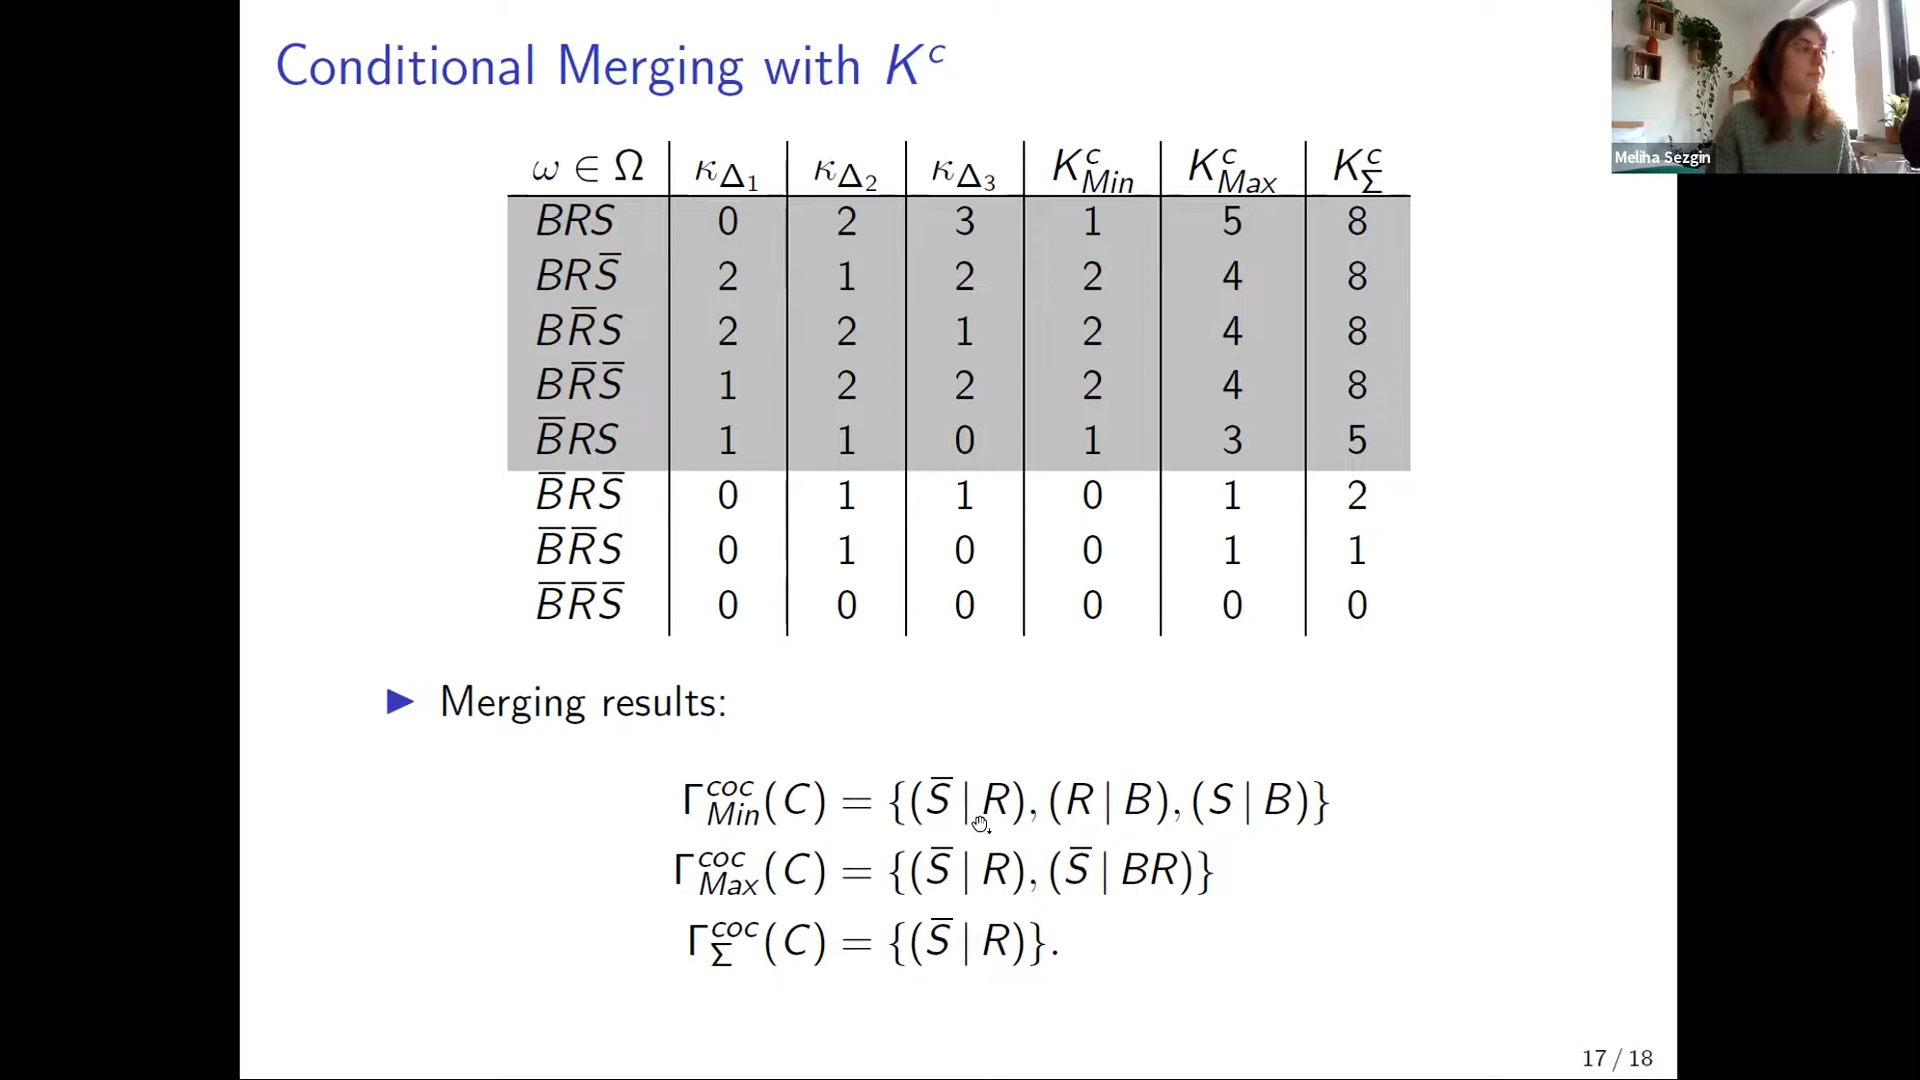 Conditional Merging with K^c
Meliha Sezgin
ω ∈ Ω | κ_Δ₁ | κ_Δ₂ | κ_Δ₃ | K^c_Min | K^c_Max | K^c_Σ
BRS | 0 | 2 | 3 | 1 | 5 | 8
BRS̅ | 2 | 1 | 2 | 2 | 4 | 8
BR̅S | 2 | 2 | 1 | 2 | 4 | 8
BR̅S̅ | 1 | 2 | 2 | 2 | 4 | 8
B̅RS | 1 | 1 | 0 | 1 | 3 | 5
B̅RS̅ | 0 | 1 | 1 | 0 | 1 | 2
B̅R̅S | 0 | 1 | 0 | 0 | 1 | 1
B̅R̅S̅ | 0 | 0 | 0 | 0 | 0 | 0
▶ Merging results:
Γ^coc_Min(C) = {(S̅ | R), (R | B), (S | B)}
Γ^coc_Max(C) = {(S̅ | R), (S̅ | BR)}
Γ^coc_Σ(C) = {(S̅ | R)}.
17 / 18